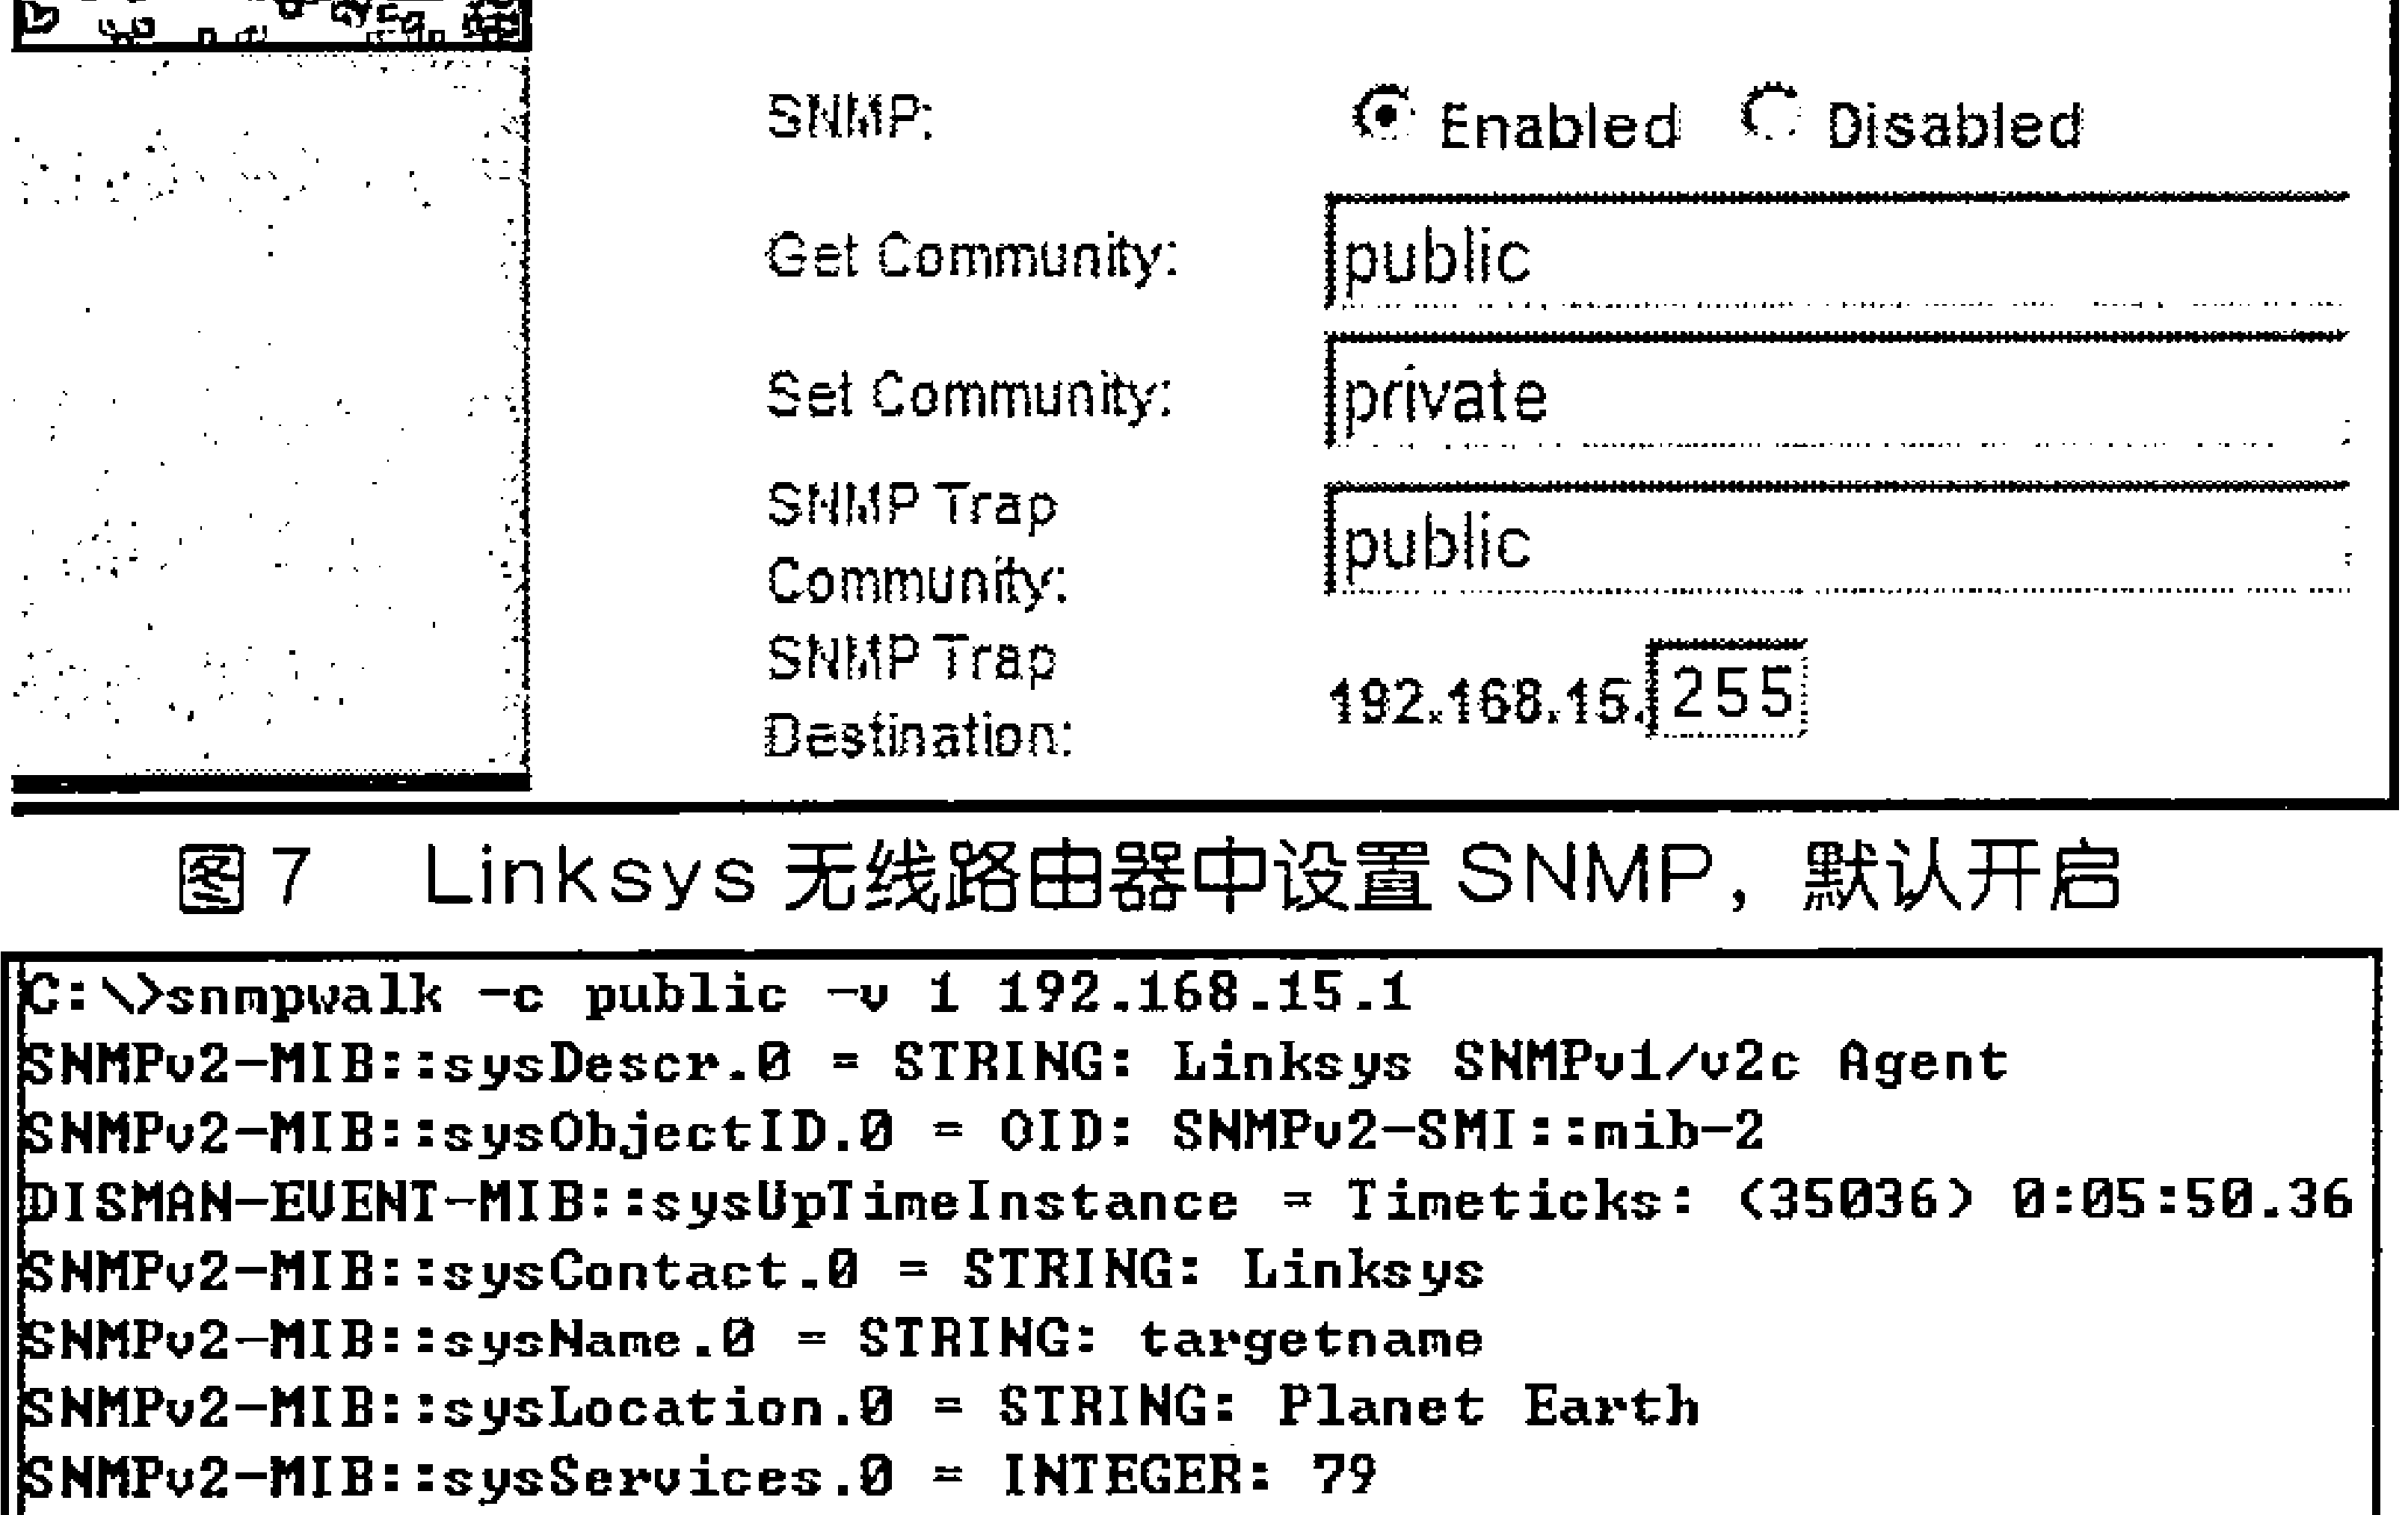 SNMP: Enabled Disabled
Get Community: public
Set Community: private
SNMP Trap
Community: public
SNMP Trap
Destination: 192.168.15.255
图7 Linksys 无线路由器中设置 SNMP，默认开启
C:\>snmpwalk -c public -v 1 192.168.15.1
SNMPv2-MIB::sysDescr.0 = STRING: Linksys SNMPv1/v2c Agent
SNMPv2-MIB::sysObjectID.0 = OID: SNMPv2-SMI::mib-2
DISMAN-EVENT-MIB::sysUpTimeInstance = Timeticks: (35036) 0:05:50.36
SNMPv2-MIB::sysContact.0 = STRING: Linksys
SNMPv2-MIB::sysName.0 = STRING: targetname
SNMPv2-MIB::sysLocation.0 = STRING: Planet Earth
SNMPv2-MIB::sysServices.0 = INTEGER: 79